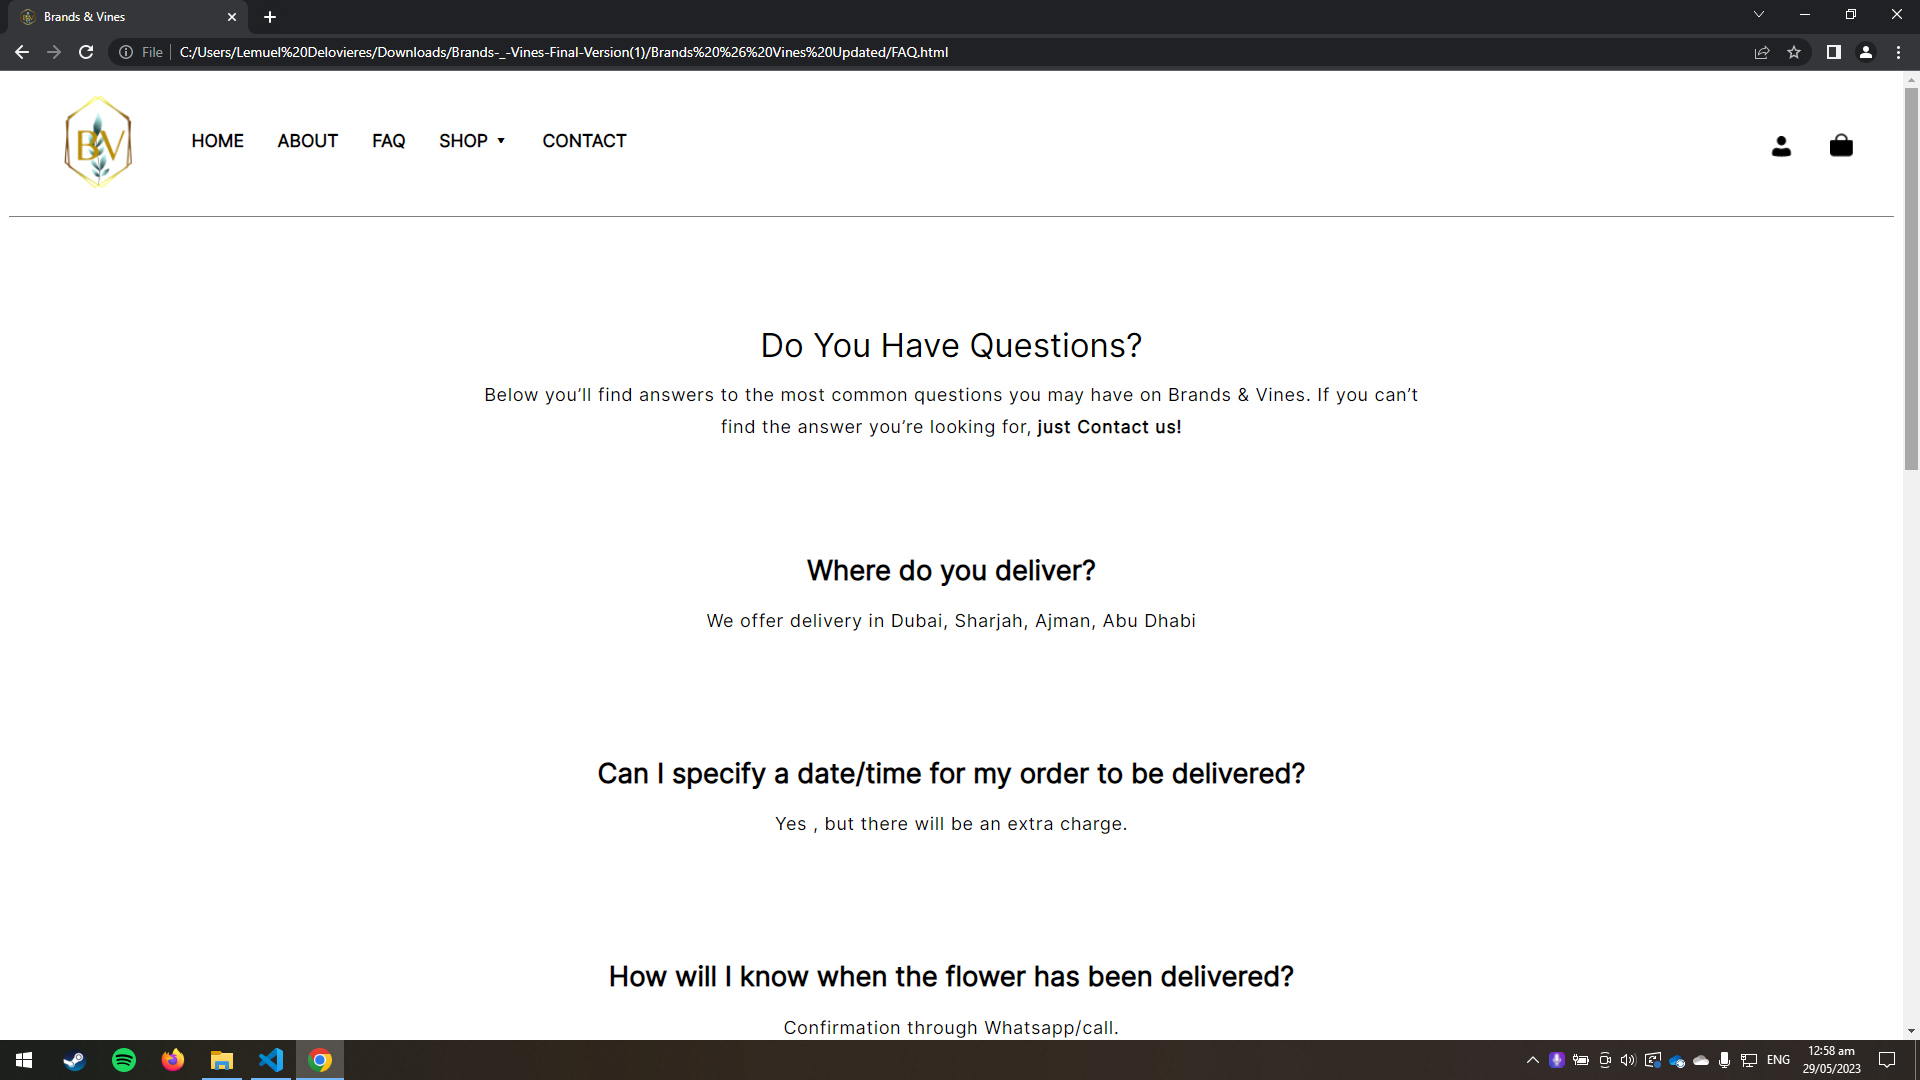 Brands & Vines
File
C:/Users/Lemuel%20Delovieres/Downloads/Brands-_-Vines-Final-Version(1)/Brands%20%26%20Vines%20Updated/FAQ.html
BV
HOME ABOUT FAQ SHOP CONTACT
Do You Have Questions?
Below you’ll find answers to the most common questions you may have on Brands & Vines. If you can’t
find the answer you’re looking for, just Contact us!
Where do you deliver?
We offer delivery in Dubai, Sharjah, Ajman, Abu Dhabi
Can I specify a date/time for my order to be delivered?
Yes , but there will be an extra charge.
How will I know when the flower has been delivered?
Confirmation through Whatsapp/call.
ENG
12:58 am
29/05/2023